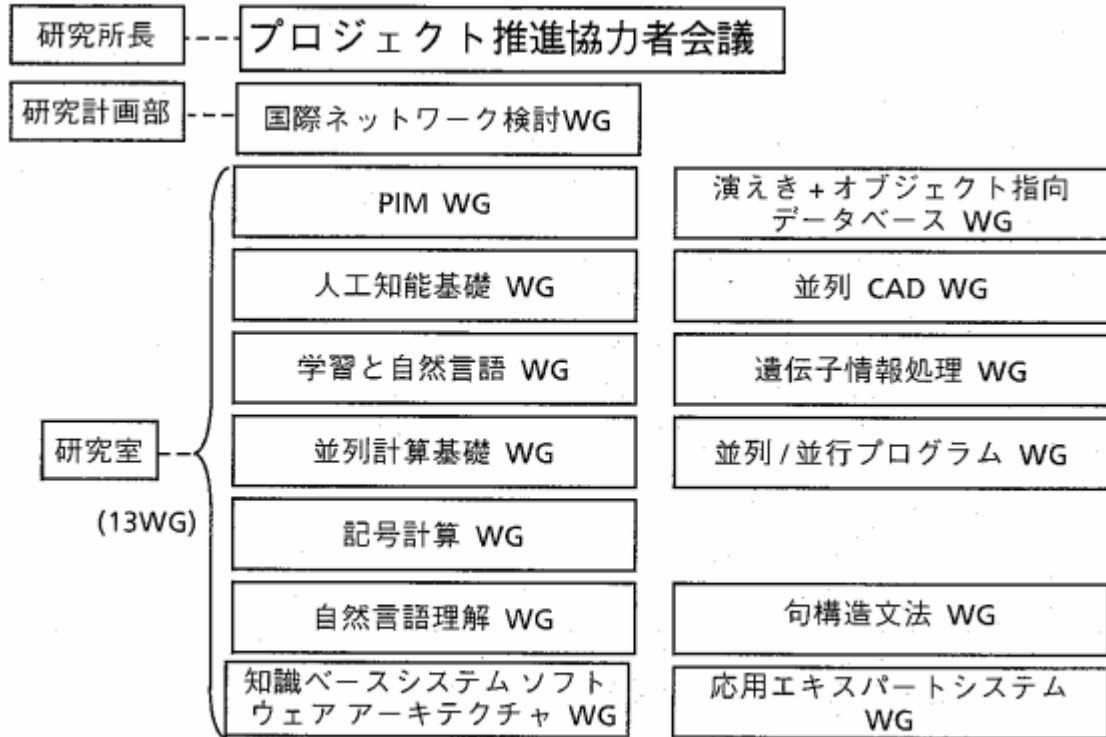 研究所長
プロジェクト推進協力者会議
研究計画部
国際ネットワーク検討WG
PIM WG
演えき + オブジェクト指向
データベース WG
人工知能基礎 WG
並列 CAD WG
学習と自然言語 WG
遺伝子情報処理 WG
研究室
(13WG)
並列計算基礎 WG
並列 / 並行プログラム WG
記号計算 WG
自然言語理解 WG
句構造文法 WG
知識ベースシステム ソフト
ウェア アーキテクチャ WG
応用エキスパートシステム
WG